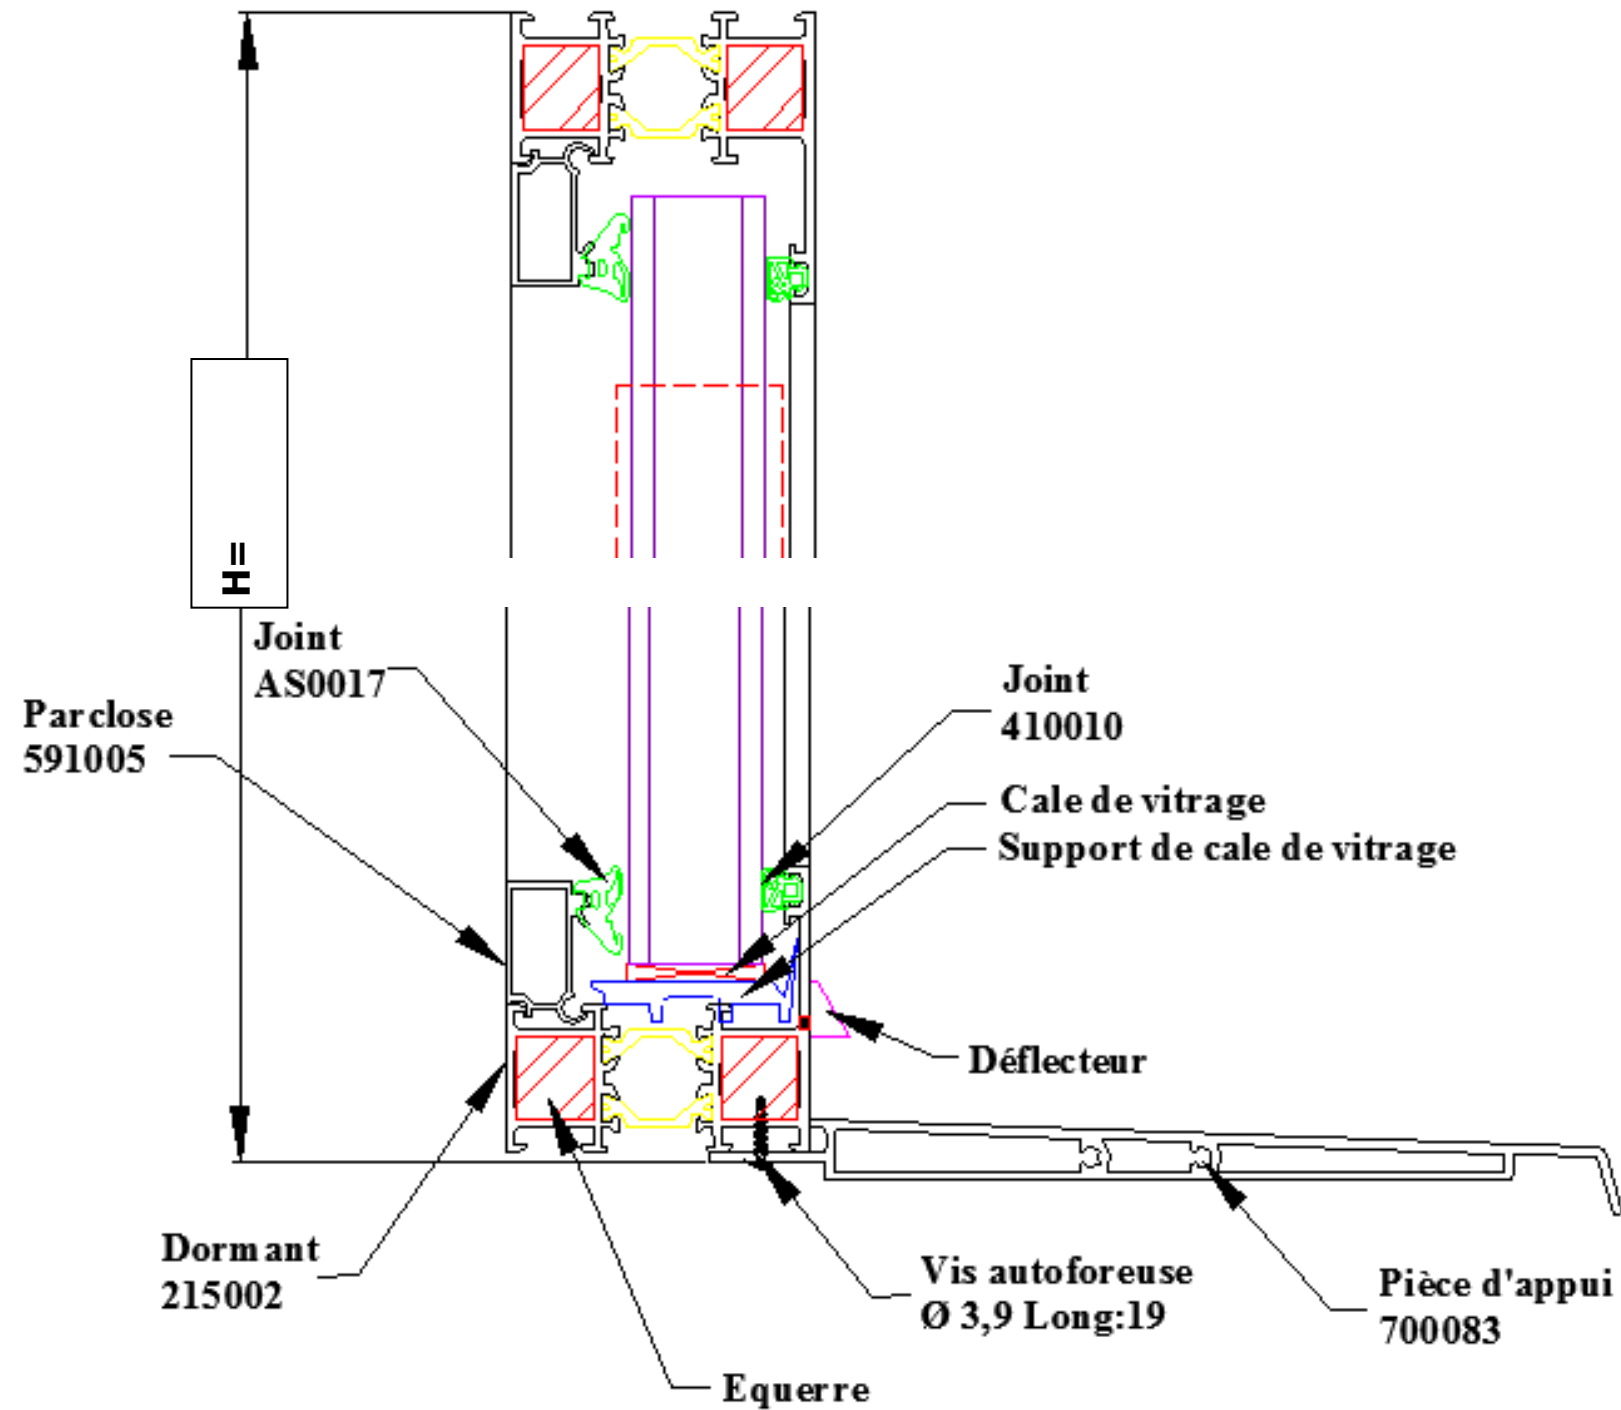 H=
Joint
AS0017
Parclose
591005
Joint
410010
Cale de vitrage
Support de cale de vitrage
Déflecteur
Dormant
215002
Vis autoforeuse
Ø 3,9 Long:19
Pièce d'appui
700083
Equerre